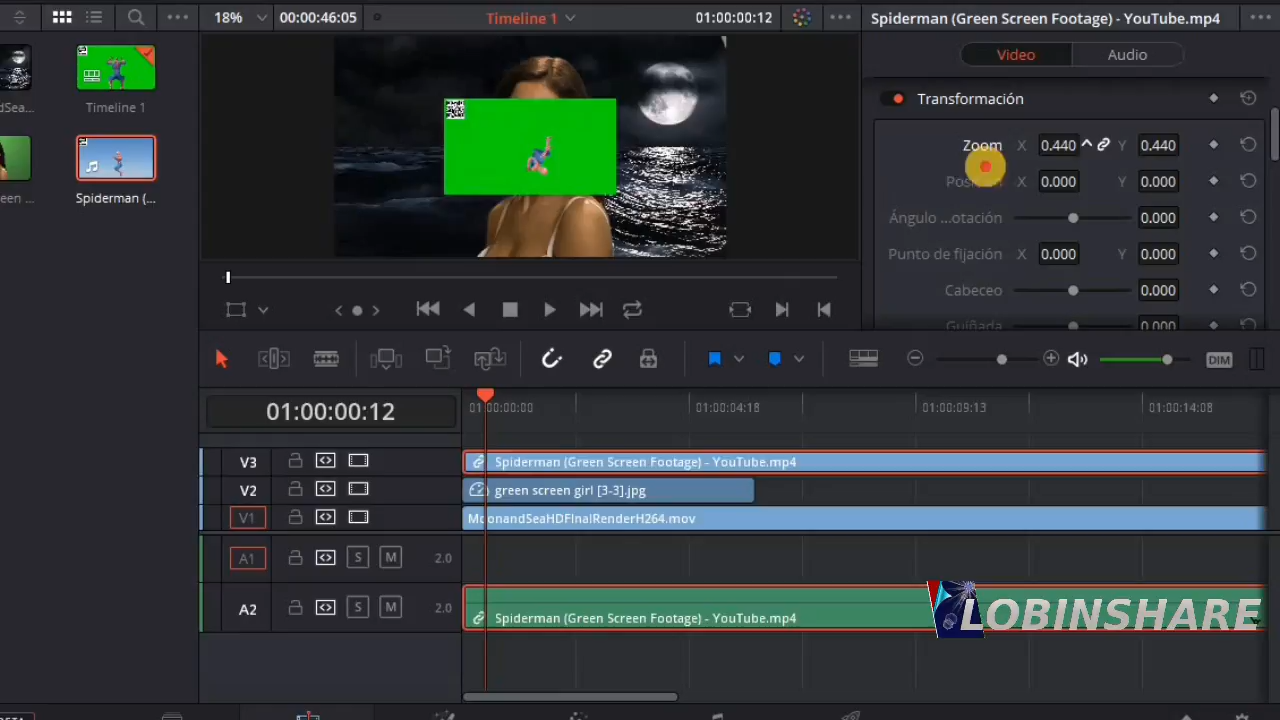 18%
00:00:46:05
Timeline 1
01:00:00:12
Spiderman (Green Screen Footage) - YouTube.mp4
Video
Audio
Timeline 1
Spiderman (...
Transformación
Zoom X 0.440 Y 0.440
X 0.000 Y 0.000
Ángulo ...otación 0.000
Punto de fijación X 0.000 Y 0.000
Cabeceo 0.000
Guiñada 0.000
DIM
01:00:00:12
01:00:00:00
01:00:04:18
01:00:09:13
01:00:14:08
V3
Spiderman (Green Screen Footage) - YouTube.mp4
V2
green screen girl [3-3].jpg
V1
MoonandSeaHDFInalRenderH264.mov
A1 S M 2.0
A2 S M 2.0
Spiderman (Green Screen Footage) - YouTube.mp4
LOBINSHARE